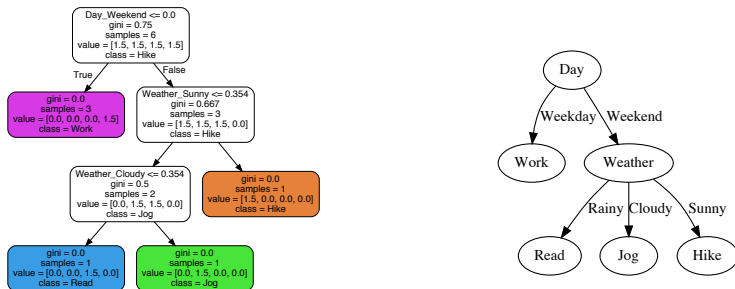 Day_Weekend <= 0.0
gini = 0.75
samples = 6
value = [1.5, 1.5, 1.5, 1.5]
class = Hike
True
False
gini = 0.0
samples = 3
value = [0.0, 0.0, 0.0, 1.5]
class = Work
Weather_Sunny <= 0.354
gini = 0.667
samples = 3
value = [1.5, 1.5, 1.5, 0.0]
class = Hike
Weather_Cloudy <= 0.354
gini = 0.5
samples = 2
value = [0.0, 1.5, 1.5, 0.0]
class = Jog
gini = 0.0
samples = 1
value = [1.5, 0.0, 0.0, 0.0]
class = Hike
gini = 0.0
samples = 1
value = [0.0, 0.0, 1.5, 0.0]
class = Read
gini = 0.0
samples = 1
value = [0.0, 1.5, 0.0, 0.0]
class = Jog
Day
Weekday
Weekend
Work
Weather
Rainy
Cloudy
Sunny
Read
Jog
Hike